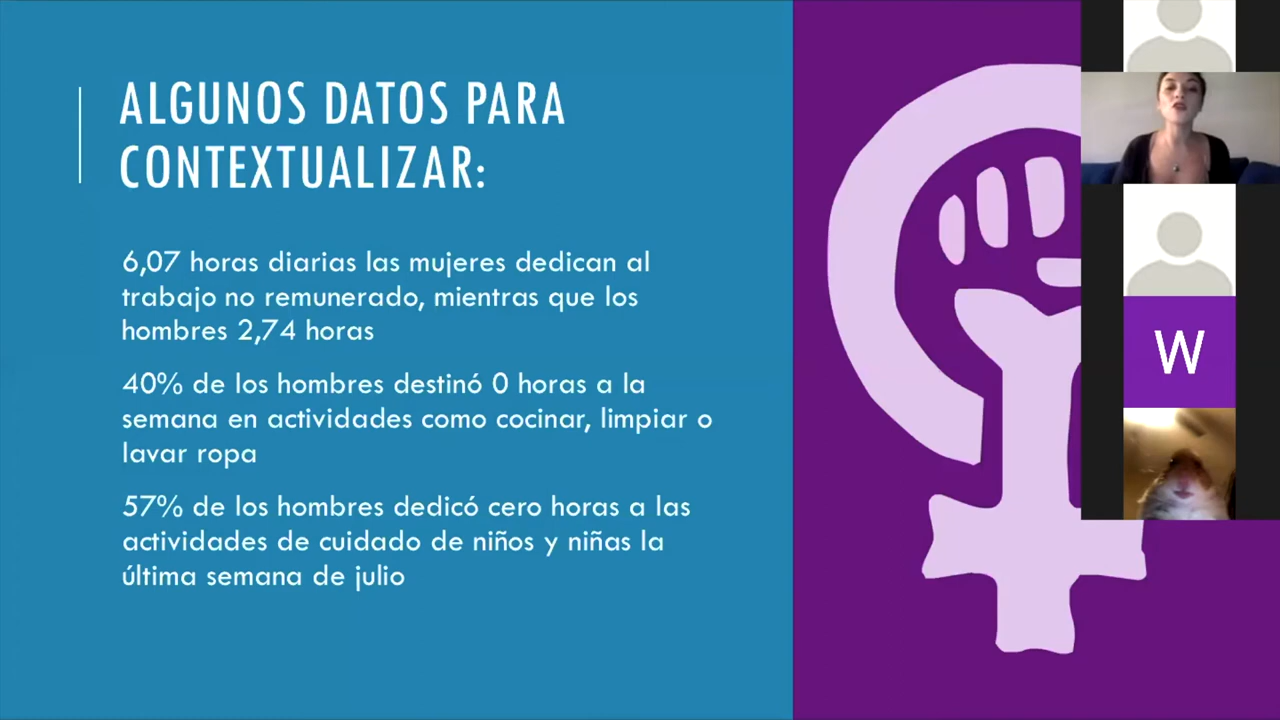 ALGUNOS DATOS PARA
CONTEXTUALIZAR:
6,07 horas diarias las mujeres dedican al
trabajo no remunerado, mientras que los
hombres 2,74 horas
40% de los hombres destinó 0 horas a la
semana en actividades como cocinar, limpiar o
lavar ropa
57% de los hombres dedicó cero horas a las
actividades de cuidado de niños y niñas la
última semana de julio
W